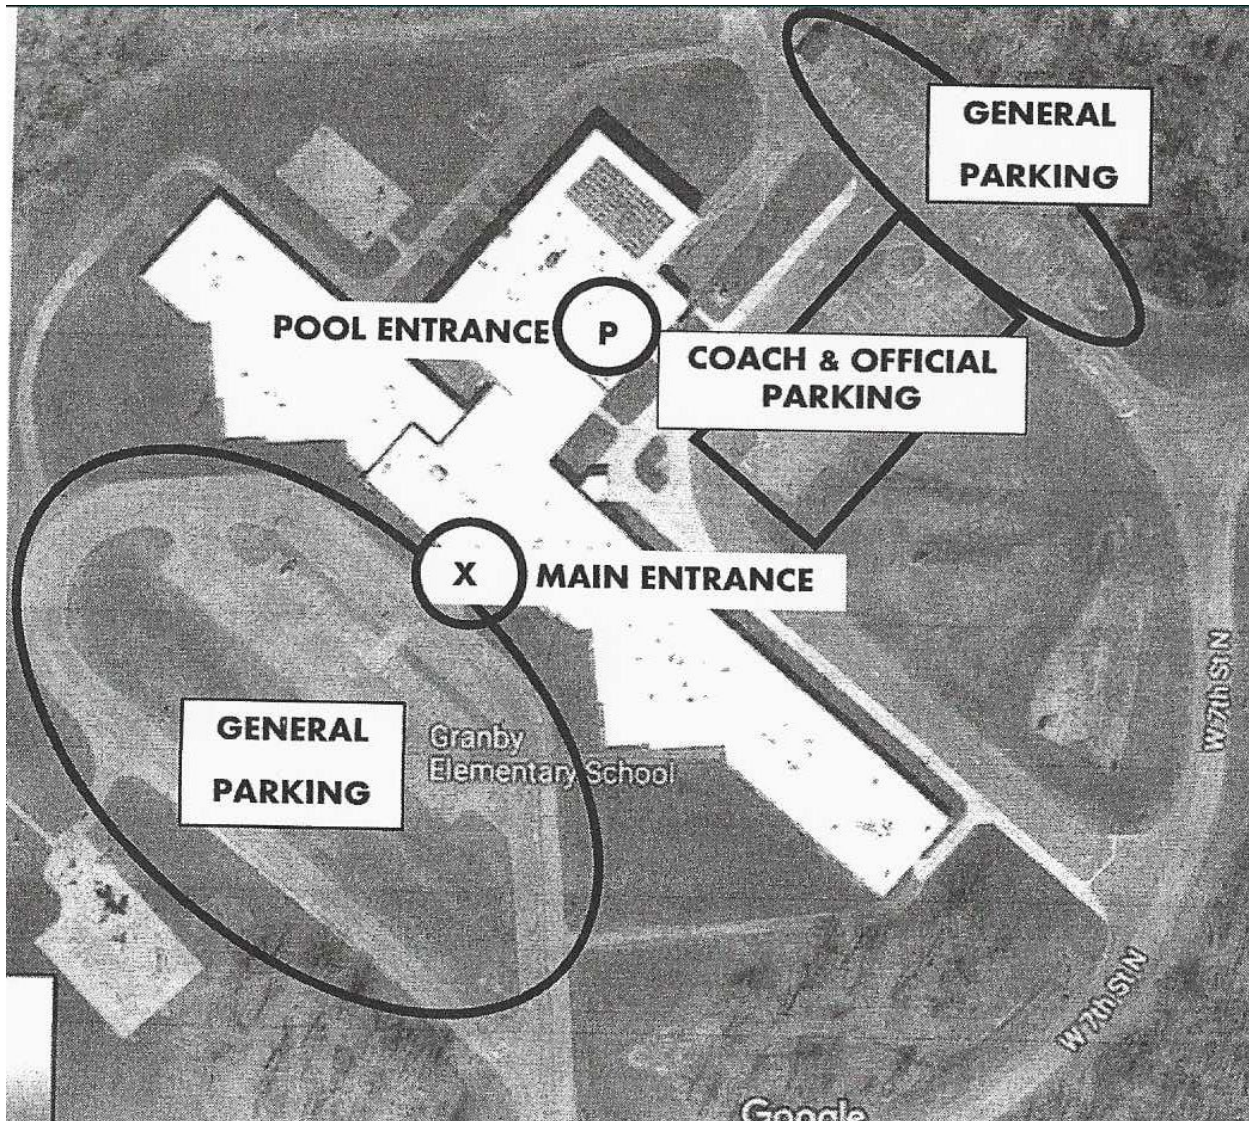 GENERAL
PARKING
POOL ENTRANCE
P
COACH & OFFICIAL
PARKING
X
MAIN ENTRANCE
GENERAL
PARKING
Granby
Elementary School
W 7th St N
W 7th St N
Google